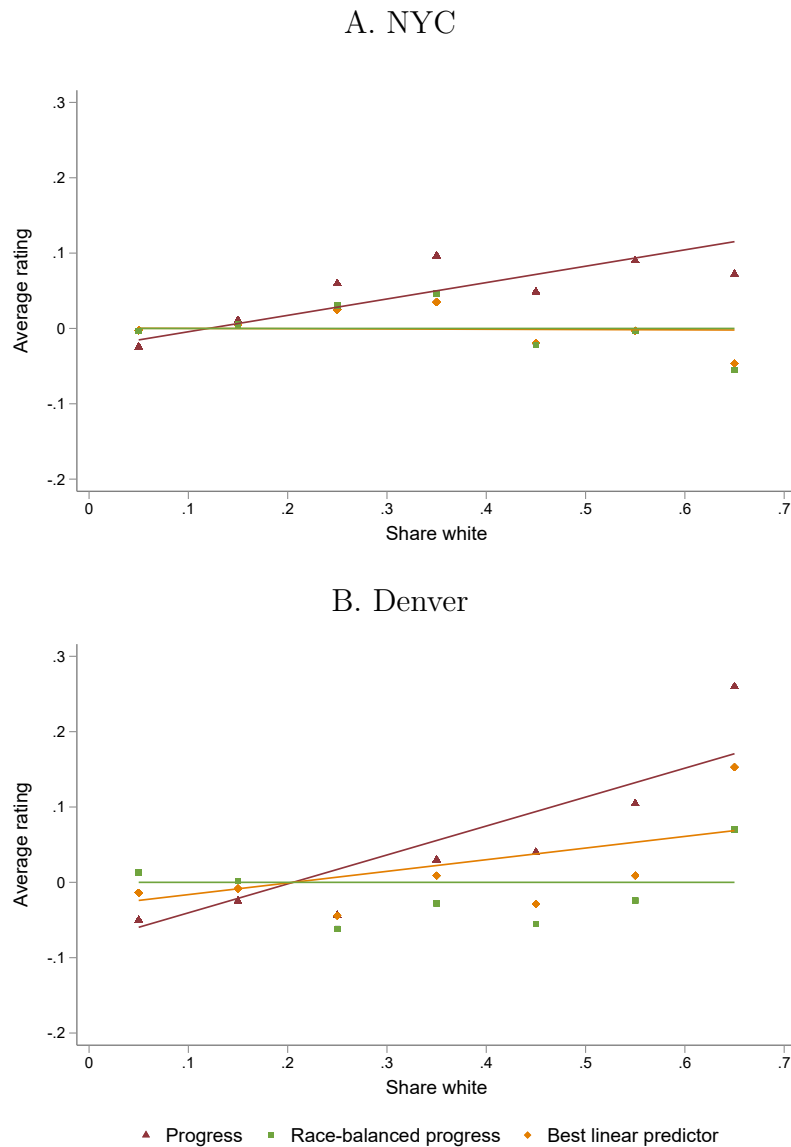 A. NYC
.3
.2
.1
0
-.1
-.2
Average rating
0 .1 .2 .3 .4 .5 .6 .7
Share white
B. Denver
.3
.2
.1
0
-.1
-.2
Average rating
0 .1 .2 .3 .4 .5 .6 .7
Share white
Progress Race-balanced progress Best linear predictor